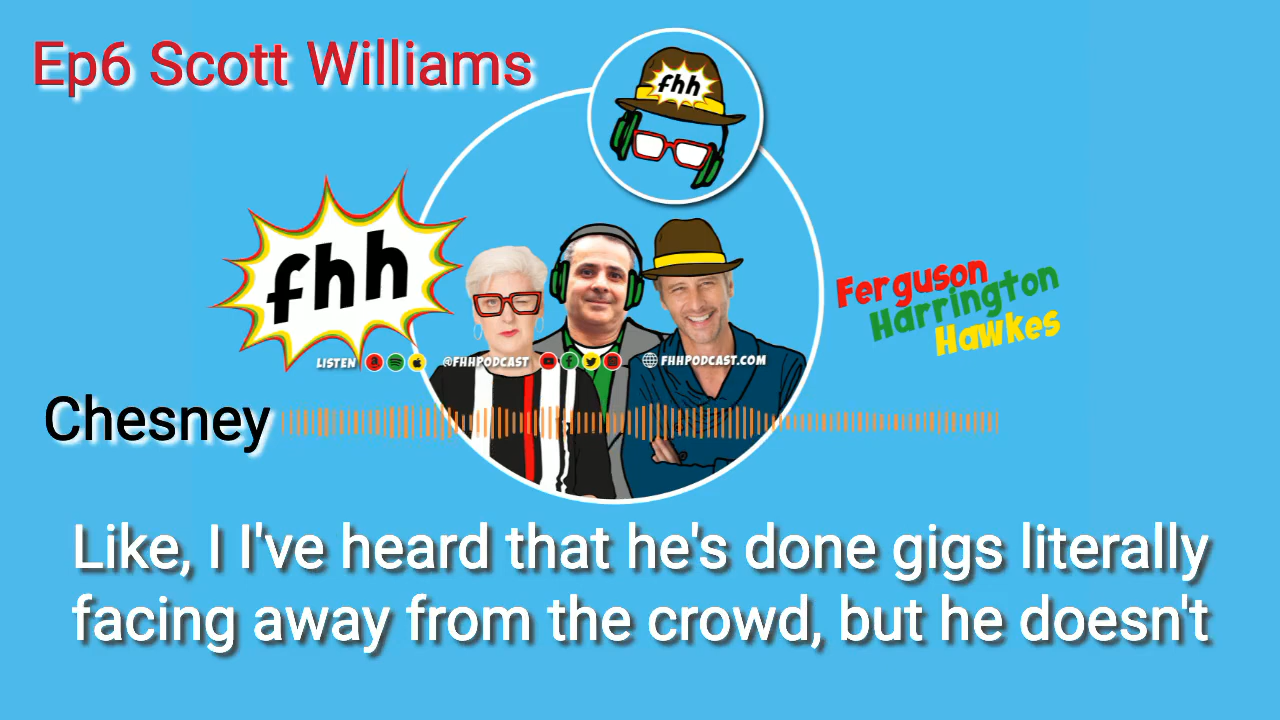 Ep6 Scott Williams
fhh
fhh
Ferguson
Harrington
Hawkes
LISTEN
@FHHPODCAST
FHHPODCAST.COM
Chesney
Like, I I've heard that he's done gigs literally
facing away from the crowd, but he doesn't